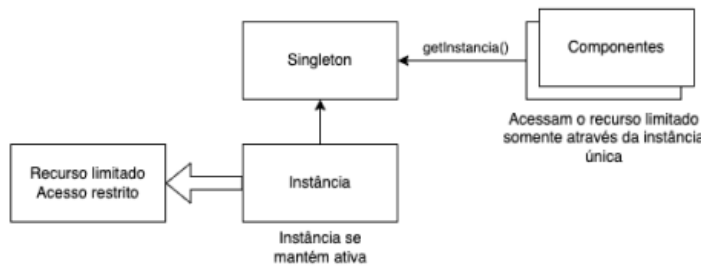 Singleton
getInstancia()
Componentes
Acessam o recurso limitado
somente através da instância
única
Recurso limitado
Acesso restrito
Instância
Instância se
mantém ativa